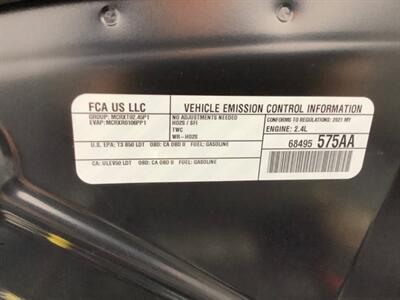 FCA US LLC
VEHICLE EMISSION CONTROL INFORMATION
GROUP: MCRXT02.45P1
EVAP: MCRXR0106PP1
NO ADJUSTMENTS NEEDED
HO2S / SFI
TWC
WR-HO2S
CONFORMS TO REGULATIONS: 2021 MY
ENGINE: 2.4L
68495 575AA
U.S. EPA: T3 B50 LDT OBD: CA OBD II FUEL: GASOLINE
CA: ULEV50 LDT OBD: CA OBD II FUEL: GASOLINE